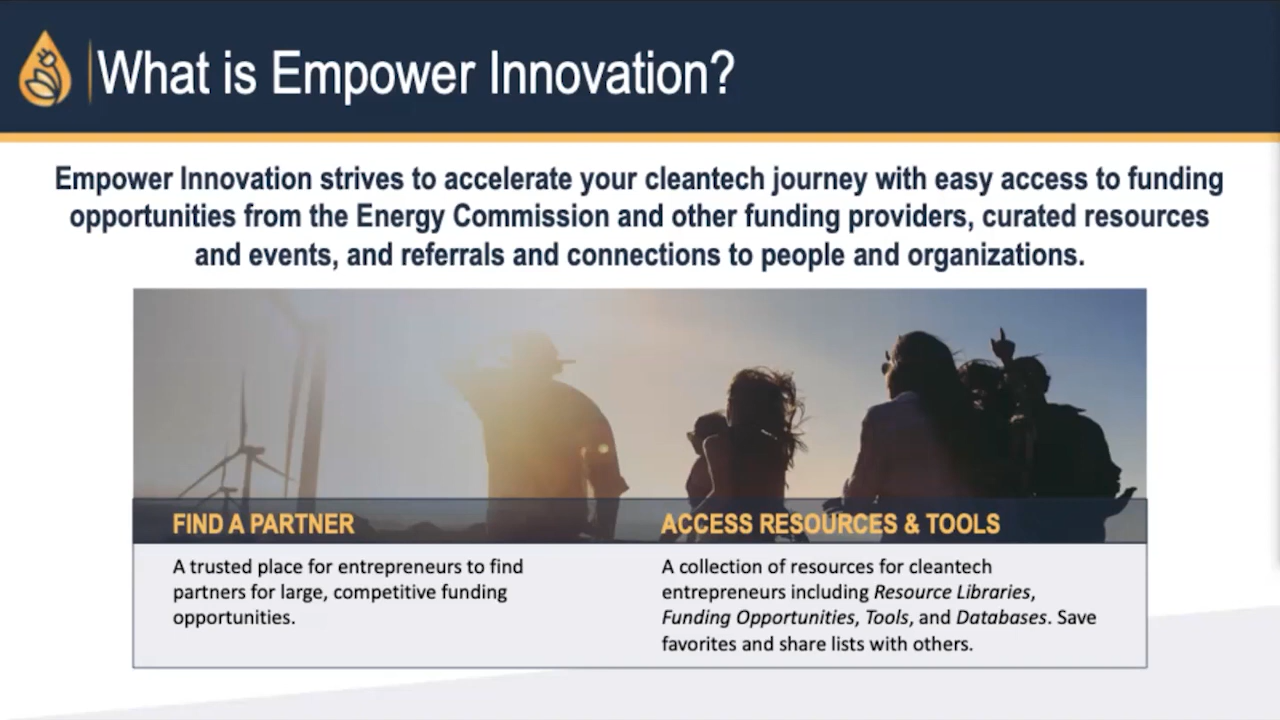 What is Empower Innovation?
Empower Innovation strives to accelerate your cleantech journey with easy access to funding
opportunities from the Energy Commission and other funding providers, curated resources
and events, and referrals and connections to people and organizations.
FIND A PARTNER
A trusted place for entrepreneurs to find
partners for large, competitive funding
opportunities.
ACCESS RESOURCES & TOOLS
A collection of resources for cleantech
entrepreneurs including Resource Libraries,
Funding Opportunities, Tools, and Databases. Save
favorites and share lists with others.